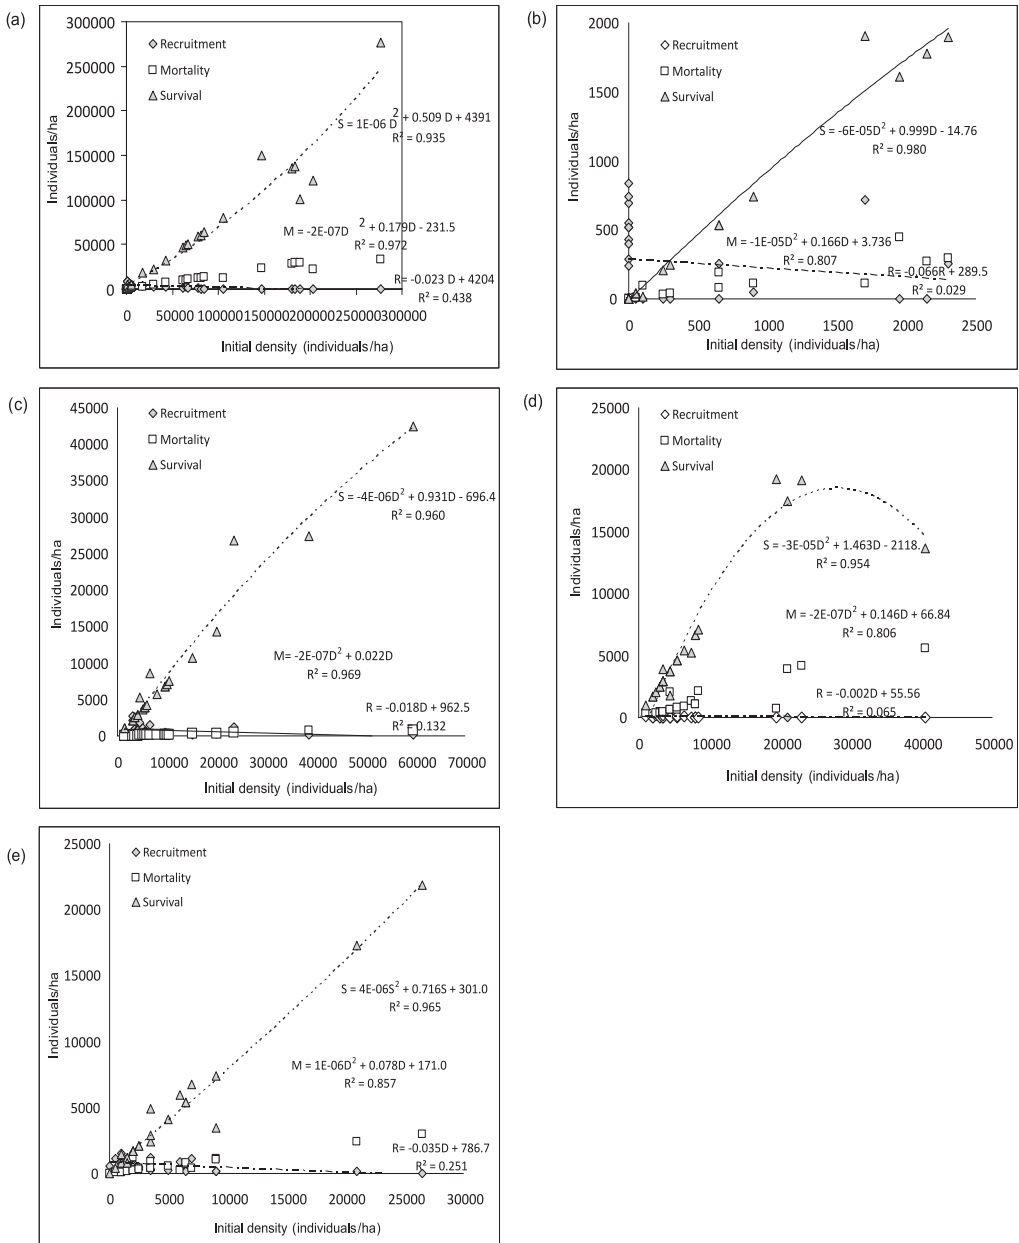 (a)
300000
250000
200000
150000
100000
50000
0
Individuals/ha
Recruitment
Mortality
Survival
S = 1E-06 D² + 0.509 D + 4391
R² = 0.935
M = -2E-07D² + 0.179D - 231.5
R² = 0.972
R= -0.023 D + 4204
R² = 0.438
0 50000 100000 150000 200000 250000 300000
Initial density (individuals/ha)
(b)
2000
1500
1000
500
0
Individuals/ha
Recruitment
Mortality
Survival
S = -6E-05D² + 0.999D - 14.76
R² = 0.980
M = -1E-05D² + 0.166D + 3.736
R² = 0.807
R= -0.066R + 289.5
R² = 0.029
0 500 1000 1500 2000 2500
Initial density (individuals/ha)
(c)
45000
40000
35000
30000
25000
20000
15000
10000
5000
0
Individuals/ha
Recruitment
Mortality
Survival
S = -4E-06D² + 0.931D - 696.4
R² = 0.960
M= -2E-07D² + 0.022D
R² = 0.969
R = -0.018D + 962.5
R² = 0.132
0 10000 20000 30000 40000 50000 60000 70000
Initial density (individuals/ha)
(d)
25000
20000
15000
10000
5000
0
Individuals/ha
Recruitment
Mortality
Survival
S = -3E-05D² + 1.463D - 2118.
R² = 0.954
M = -2E-07D² + 0.146D + 66.84
R² = 0.806
R = -0.002D + 55.56
R² = 0.065
0 10000 20000 30000 40000 50000
Initial density (individuals/ha)
(e)
25000
20000
15000
10000
5000
0
Individuals/ha
Recruitment
Mortality
Survival
S = 4E-06S² + 0.716S + 301.0
R² = 0.965
M = 1E-06D² + 0.078D + 171.0
R² = 0.857
R= -0.035D + 786.7
R² = 0.251
0 5000 10000 15000 20000 25000 30000
Initial density (individuals/ha)